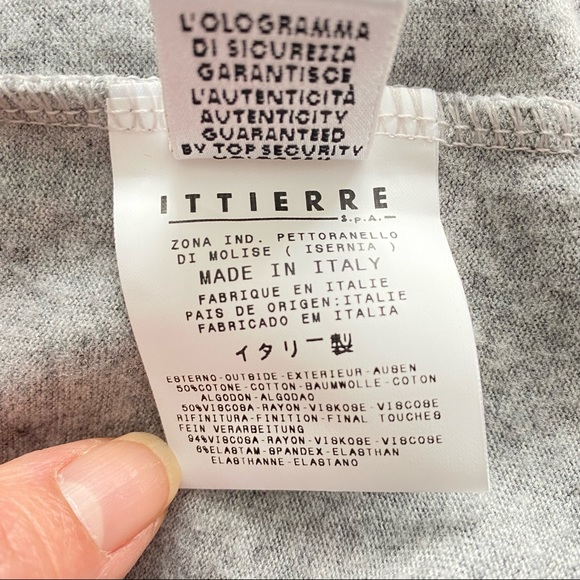 L'OLOGRAMMA
DI SICUREZZA
GARANTISCE
L'AUTENTICITÀ
AUTENTICITY
GUARANTEED
BY TOP SECURITY
HOLOGRAM
ITTIERRE
S.p.A.
ZONA IND. PETTORANELLO
DI MOLISE ( ISERNIA )
MADE IN ITALY
FABRIQUE EN ITALIE
PAIS DE ORIGEN:ITALIE
FABRICADO EM ITALIA
イタリー製
ESTERNO-OUTSIDE-EXTERIEUR-AUSEN
50%COTONE-COTTON-BAUMWOLLE-COTON
ALGODON-ALGODAO
50%VISCOSA-RAYON-VISKOSE-VISCOSE
RIFINITURA-FINITION-FINAL TOUCHES
FEIN VERARBEITUNG
94%VISCOSA-RAYON-VISKOSE-VISCOSE
6%ELASTAM-SPANDEX-ELASTHAN
ELASTHANNE-ELASTANO